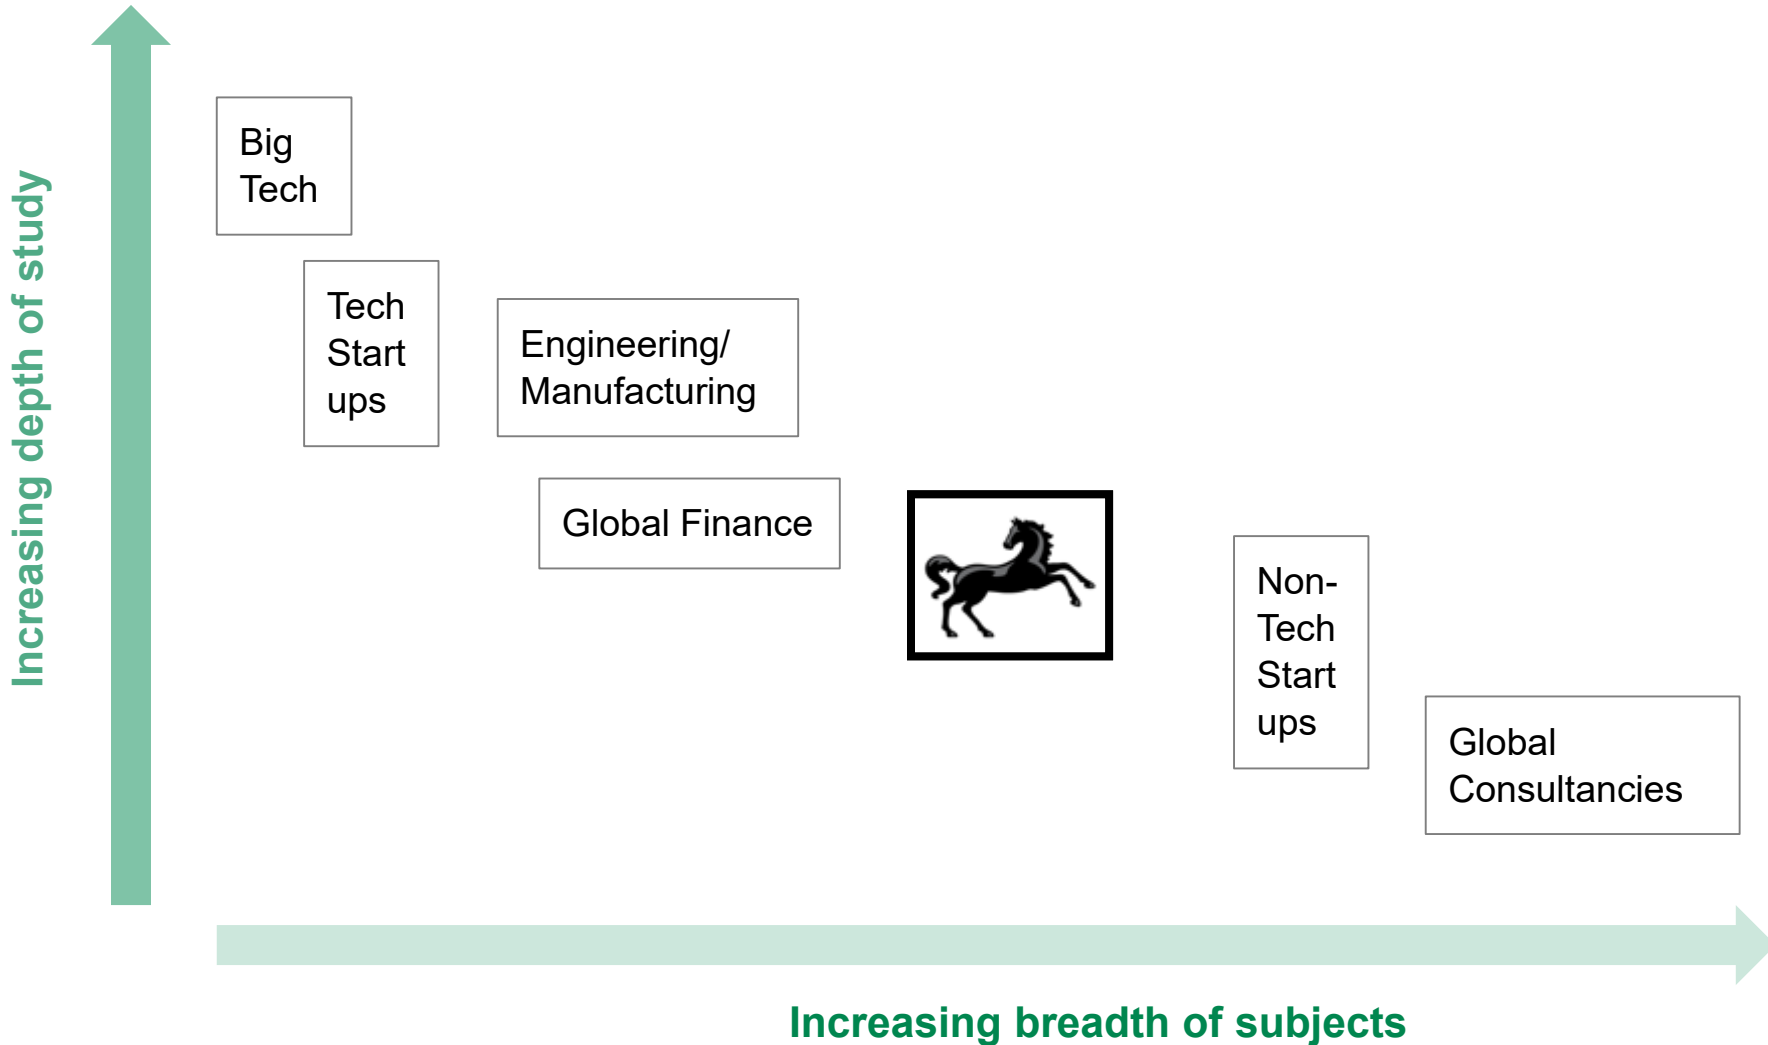 Increasing depth of study
Big
Tech
Tech
Start
ups
Engineering/
Manufacturing
Global Finance
Non-
Tech
Start
ups
Global
Consultancies
Increasing breadth of subjects